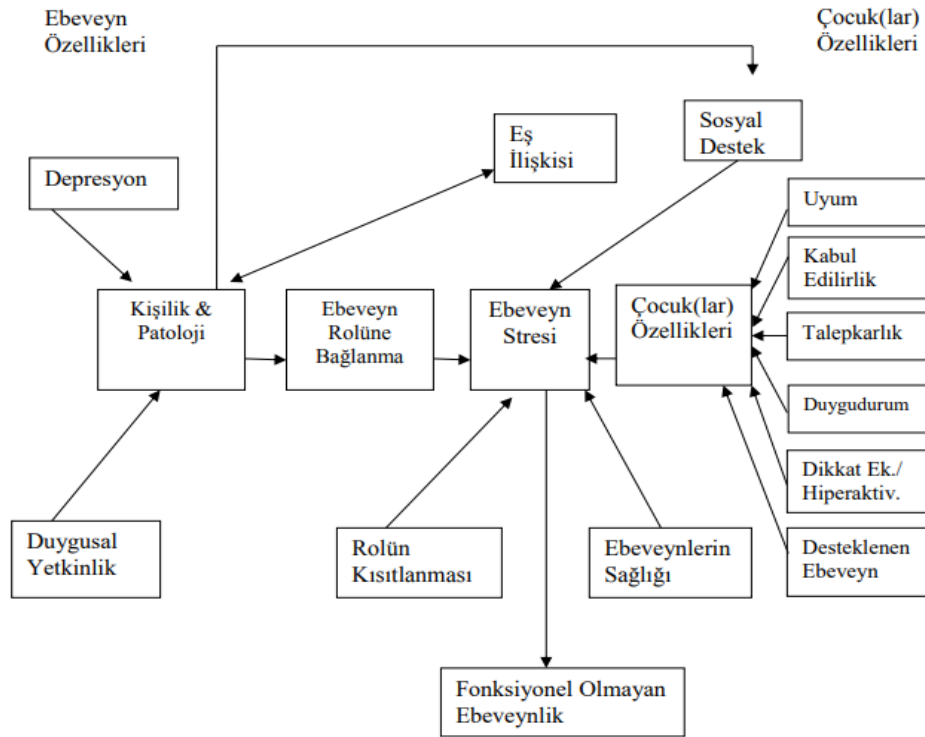 Ebeveyn
Özellikleri
Çocuk(lar)
Özellikleri
Sosyal
Destek
Eş
İlişkisi
Depresyon
Uyum
Kabul
Edilirlik
Kişilik &
Patoloji
Ebeveyn
Rolüne
Bağlanma
Ebeveyn
Stresi
Çocuk(lar)
Özellikleri
Talepkarlık
Duygudurum
Dikkat Ek./
Hiperaktiv.
Duygusal
Yetkinlik
Rolün
Kısıtlanması
Ebeveynlerin
Sağlığı
Desteklenen
Ebeveyn
Fonksiyonel Olmayan
Ebeveynlik